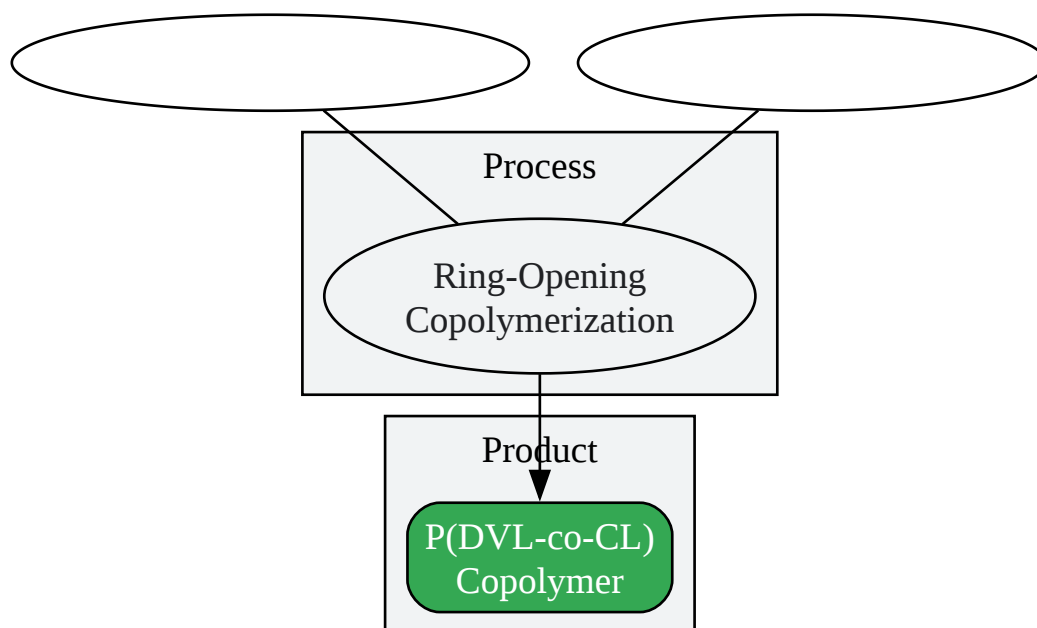 Process
Ring-Opening
Copolymerization
Product
P(DVL-co-CL)
Copolymer